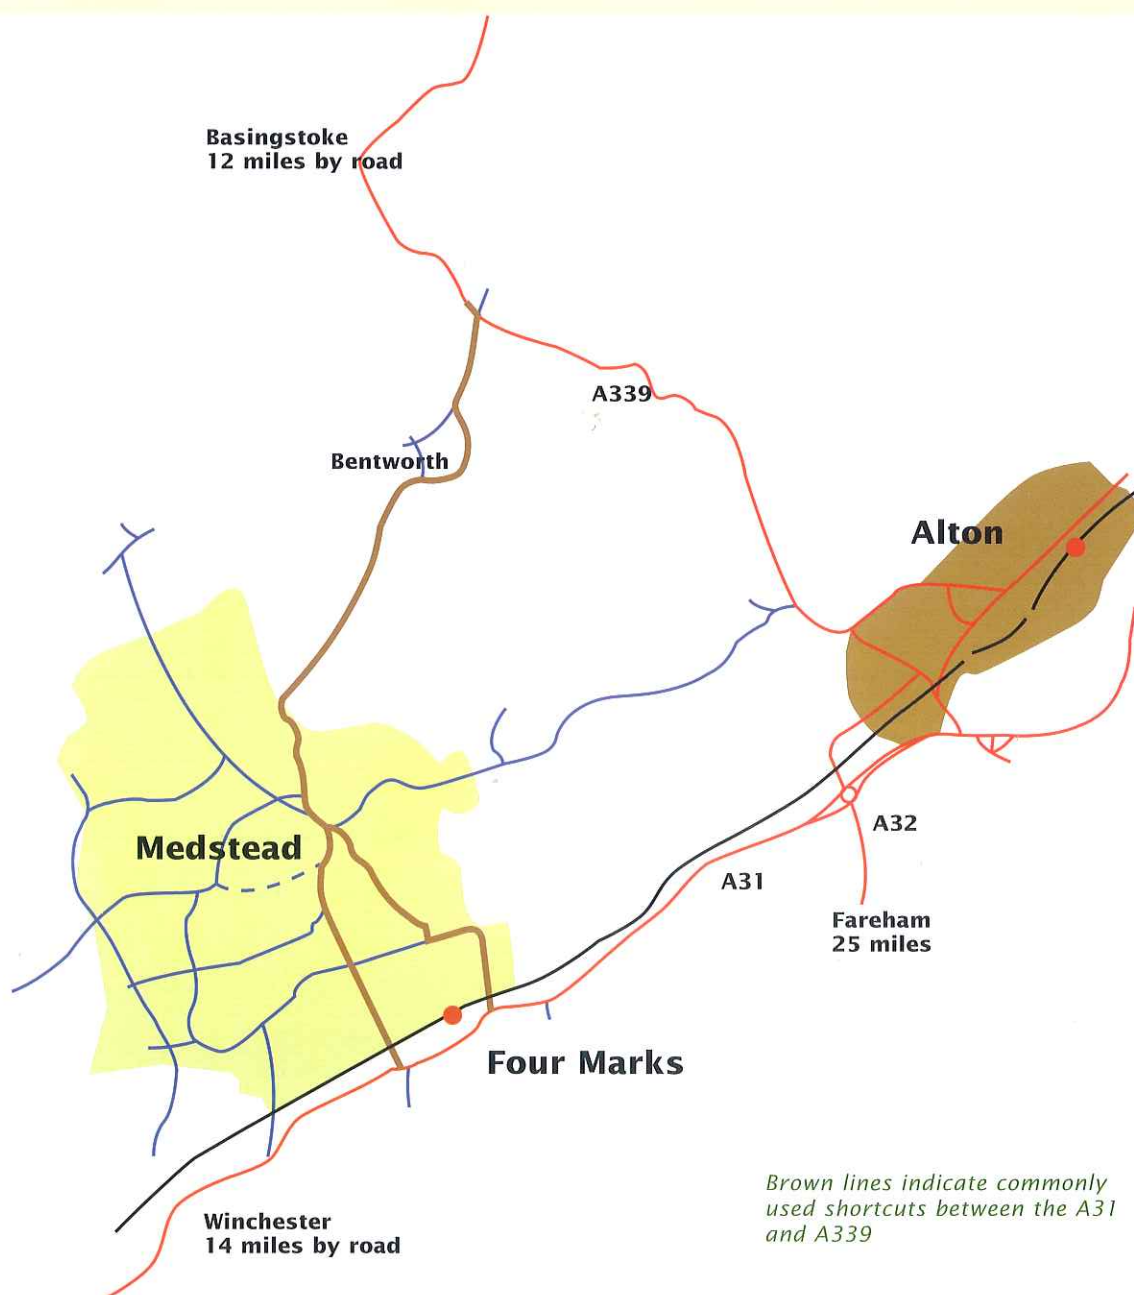 Basingstoke
12 miles by road
A339
Bentworth
Alton
Medstead
A32
A31
Fareham
25 miles
Four Marks
Brown lines indicate commonly
used shortcuts between the A31
and A339
Winchester
14 miles by road